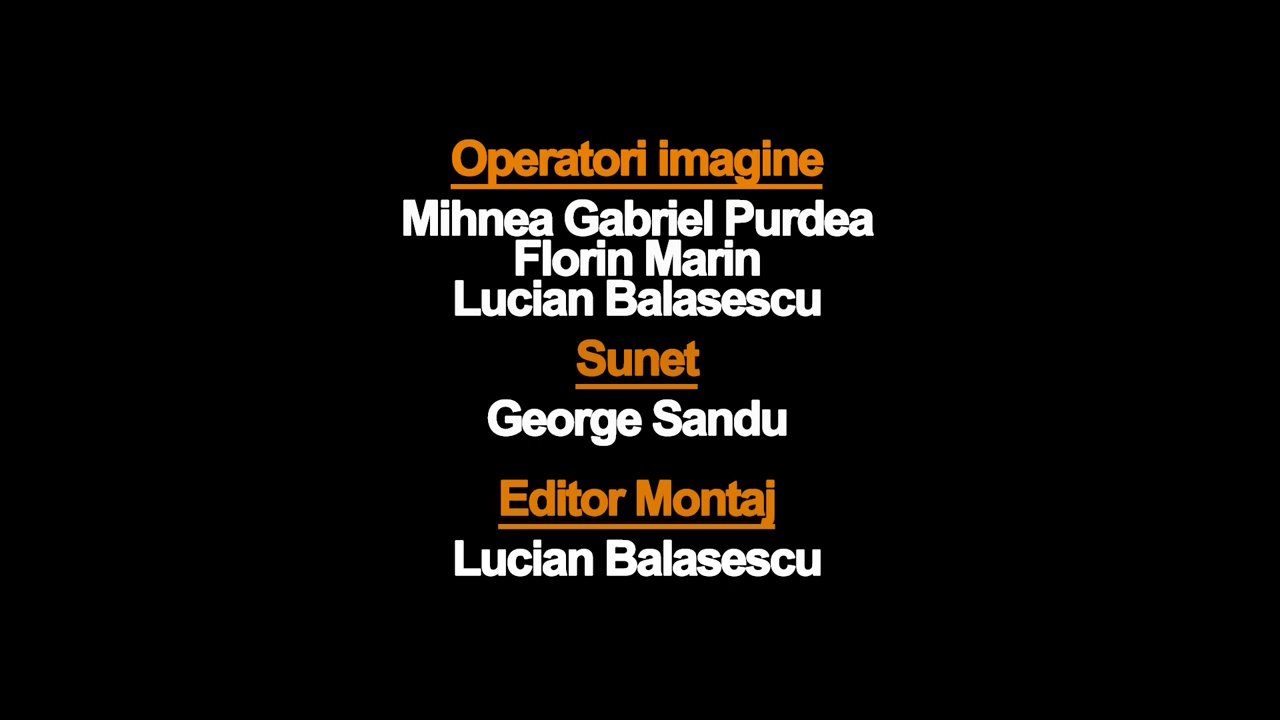 Operatori imagine
Mihnea Gabriel Purdea
Florin Marin
Lucian Balasescu
Sunet
George Sandu
Editor Montaj
Lucian Balasescu